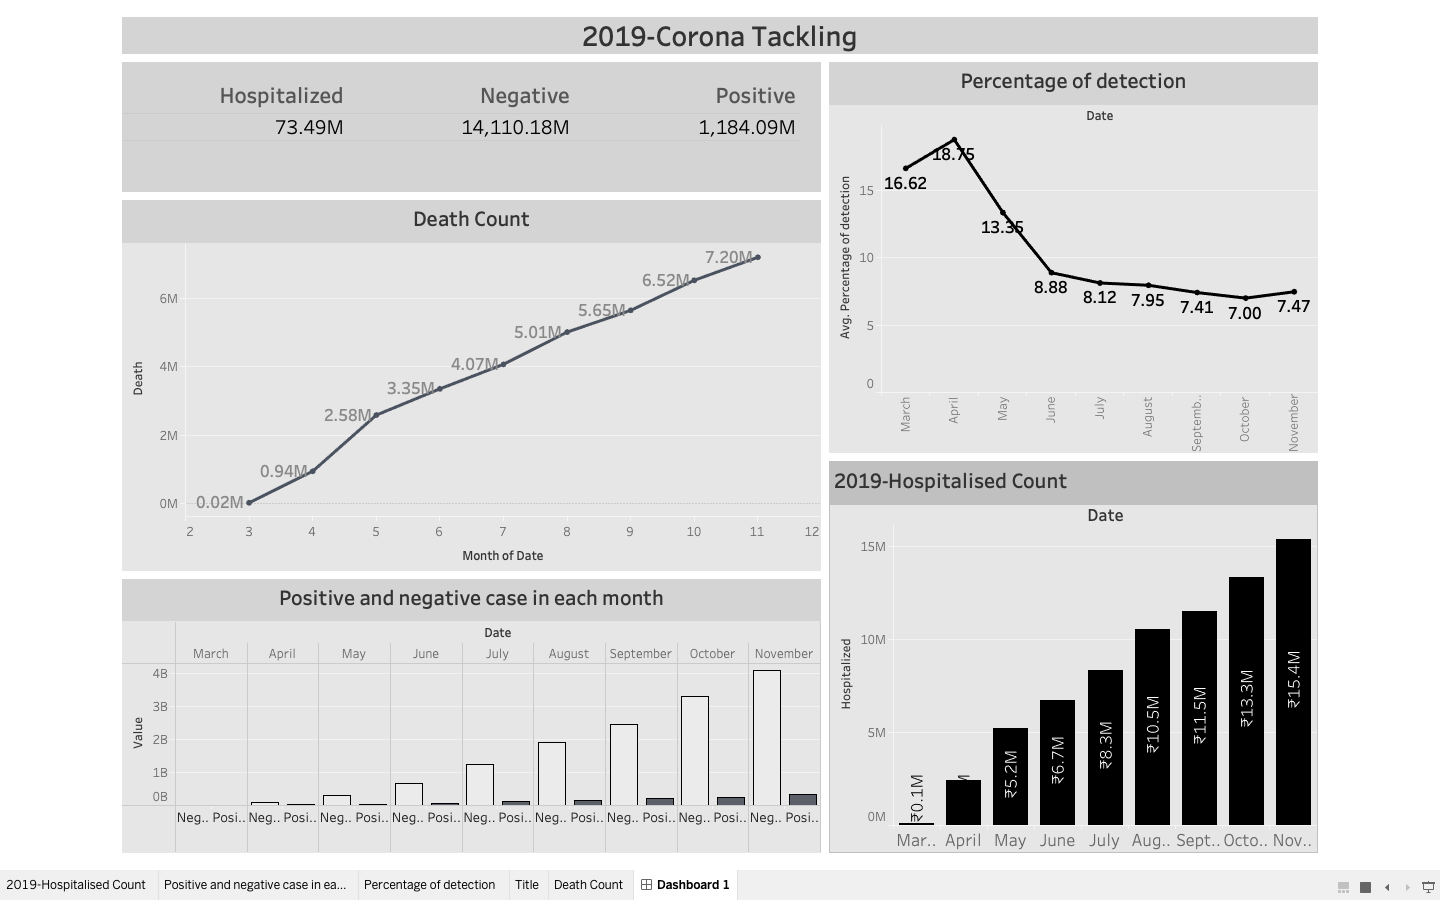 2019-Corona Tackling
Hospitalized Negative Positive
73.49M 14,110.18M 1,184.09M
Death Count
Death
6M
4M
2M
0M
0.02M
0.94M
2.58M
3.35M
4.07M
5.01M
5.65M
6.52M
7.20M
2 3 4 5 6 7 8 9 10 11 12
Month of Date
Positive and negative case in each month
Date
March April May June July August September October November
Value
4B
3B
2B
1B
0B
Neg.. Posi.. Neg.. Posi.. Neg.. Posi.. Neg.. Posi.. Neg.. Posi.. Neg.. Posi.. Neg.. Posi.. Neg.. Posi.. Neg.. Posi..
Percentage of detection
Date
Avg. Percentage of detection
15
10
5
0
16.62
18.75
13.35
8.88
8.12
7.95
7.41
7.00
7.47
March April May June July August Septemb.. October November
2019-Hospitalised Count
Date
Hospitalized
15M
10M
5M
0M
₹0.1M
M
₹5.2M
₹6.7M
₹8.3M
₹10.5M
₹11.5M
₹13.3M
₹15.4M
Mar.. April May June July Aug.. Sept.. Octo.. Nov..
2019-Hospitalised Count Positive and negative case in ea... Percentage of detection Title Death Count Dashboard 1